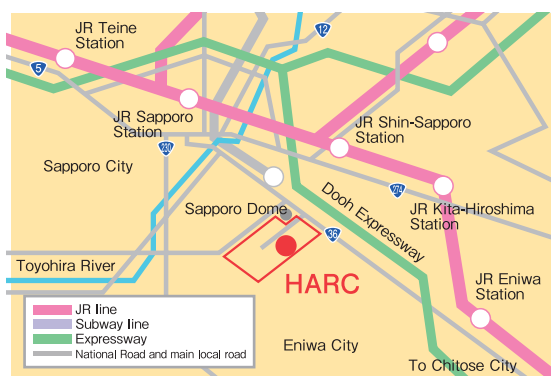 JR Teine
Station
12
5
JR Sapporo
Station
JR Shin-Sapporo
Station
230
Sapporo City
274
Dooh Expressway
Sapporo Dome
JR Kita-Hiroshima
Station
36
Toyohira River
HARC
JR Eniwa
Station
JR line
Subway line
Expressway
National Road and main local road
Eniwa City
To Chitose City